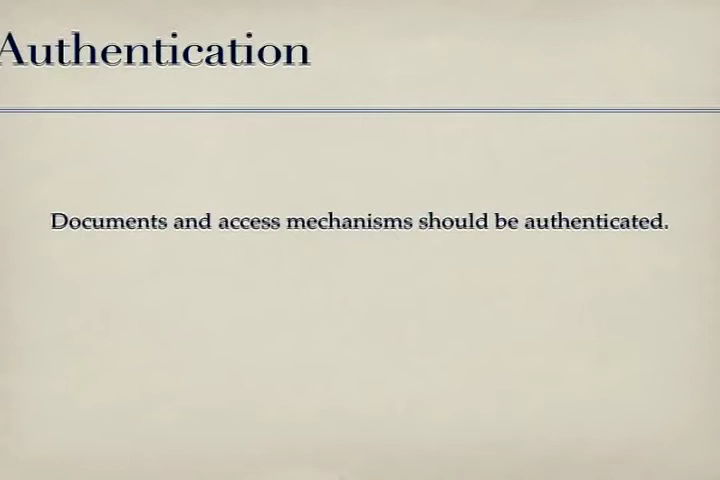 Authentication
Documents and access mechanisms should be authenticated.